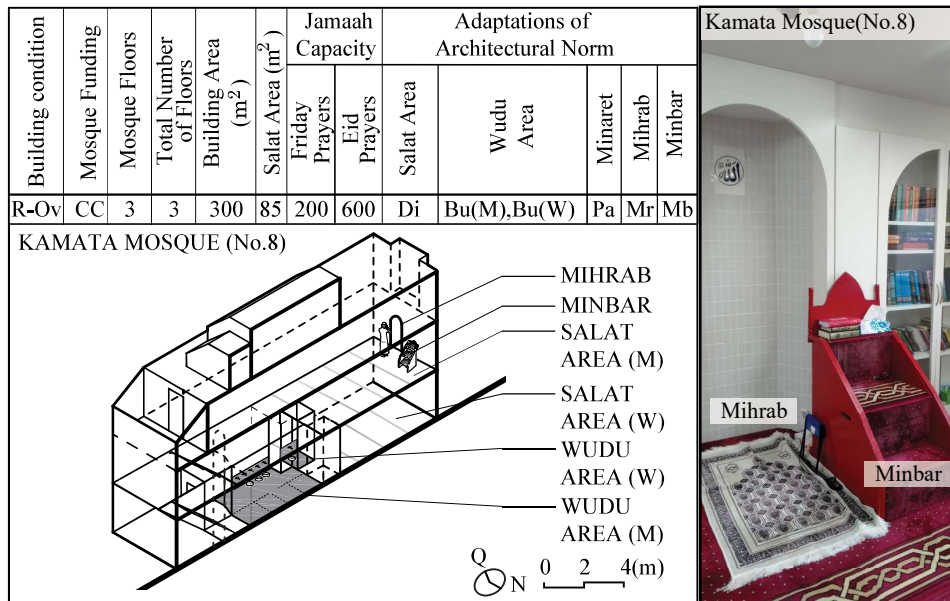 Building condition
Mosque Funding
Mosque Floors
Total Number
of Floors
Building Area
(m²)
Salat Area (m²)
Jamaah
Capacity
Friday
Prayers
Eid
Prayers
Adaptations of
Architectural Norm
Salat Area
Wudu
Area
Minaret
Mihrab
Minbar
R-Ov CC 3 3 300 85 200 600 Di Bu(M),Bu(W) Pa Mr Mb
KAMATA MOSQUE (No.8)
MIHRAB
MINBAR
SALAT
AREA (M)
SALAT
AREA (W)
WUDU
AREA (W)
WUDU
AREA (M)
Q
N
0 2 4(m)
Kamata Mosque(No.8)
الله
Mihrab
Minbar